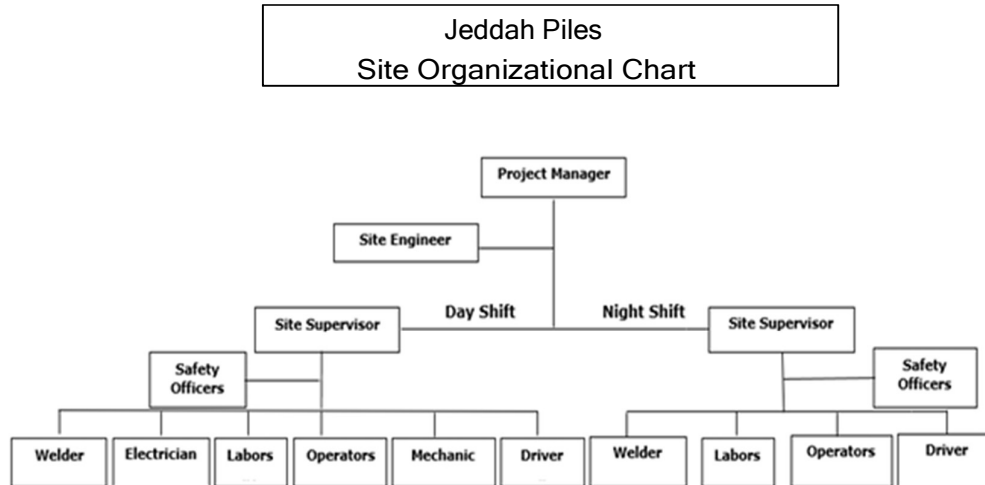 Jeddah Piles
Site Organizational Chart
Project Manager
Site Engineer
Site Supervisor
Day Shift
Night Shift
Site Supervisor
Safety
Officers
Safety
Officers
Welder
Electrician
Labors
Operators
Mechanic
Driver
Welder
Labors
Operators
Driver